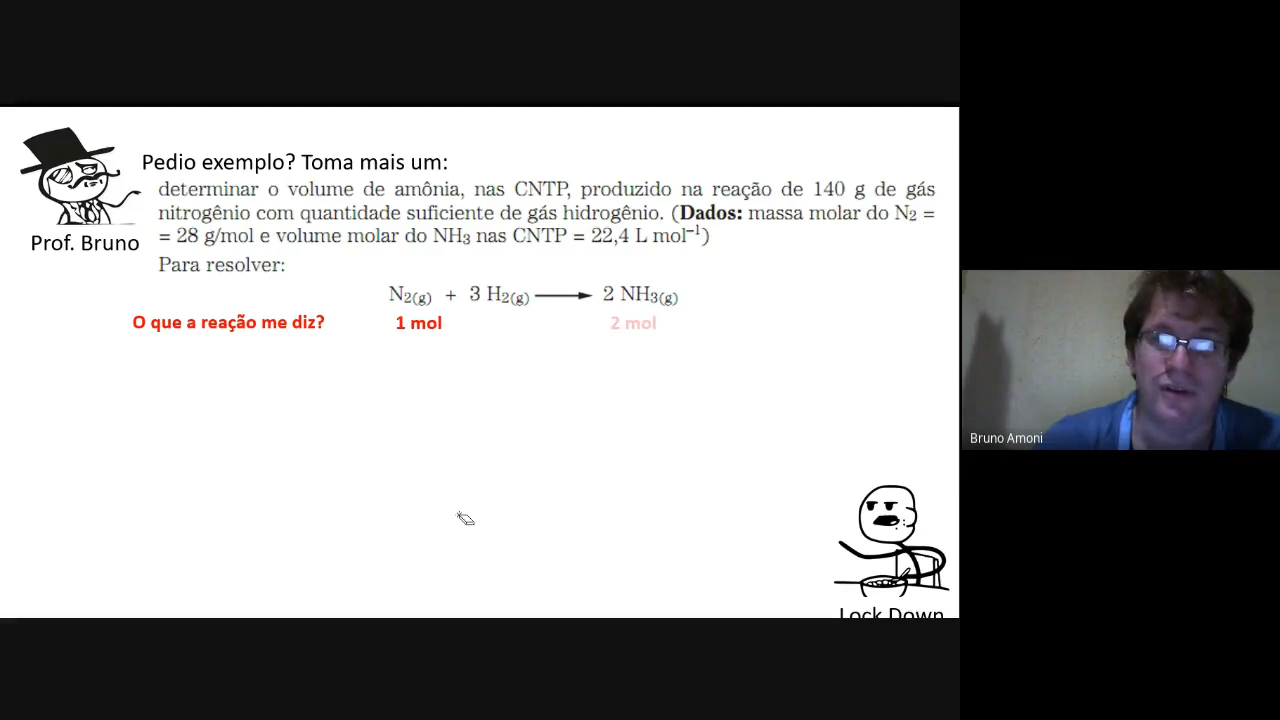 Pedio exemplo? Toma mais um:
determinar o volume de amônia, nas CNTP, produzido na reação de 140 g de gás
nitrogênio com quantidade suficiente de gás hidrogênio. (Dados: massa molar do N₂ =
= 28 g/mol e volume molar do NH₃ nas CNTP = 22,4 L mol⁻¹)
Prof. Bruno
Para resolver:
N₂(g) + 3 H₂(g) ⟶ 2 NH₃(g)
O que a reação me diz? 1 mol 2 mol
Bruno Amoni
Lock Down